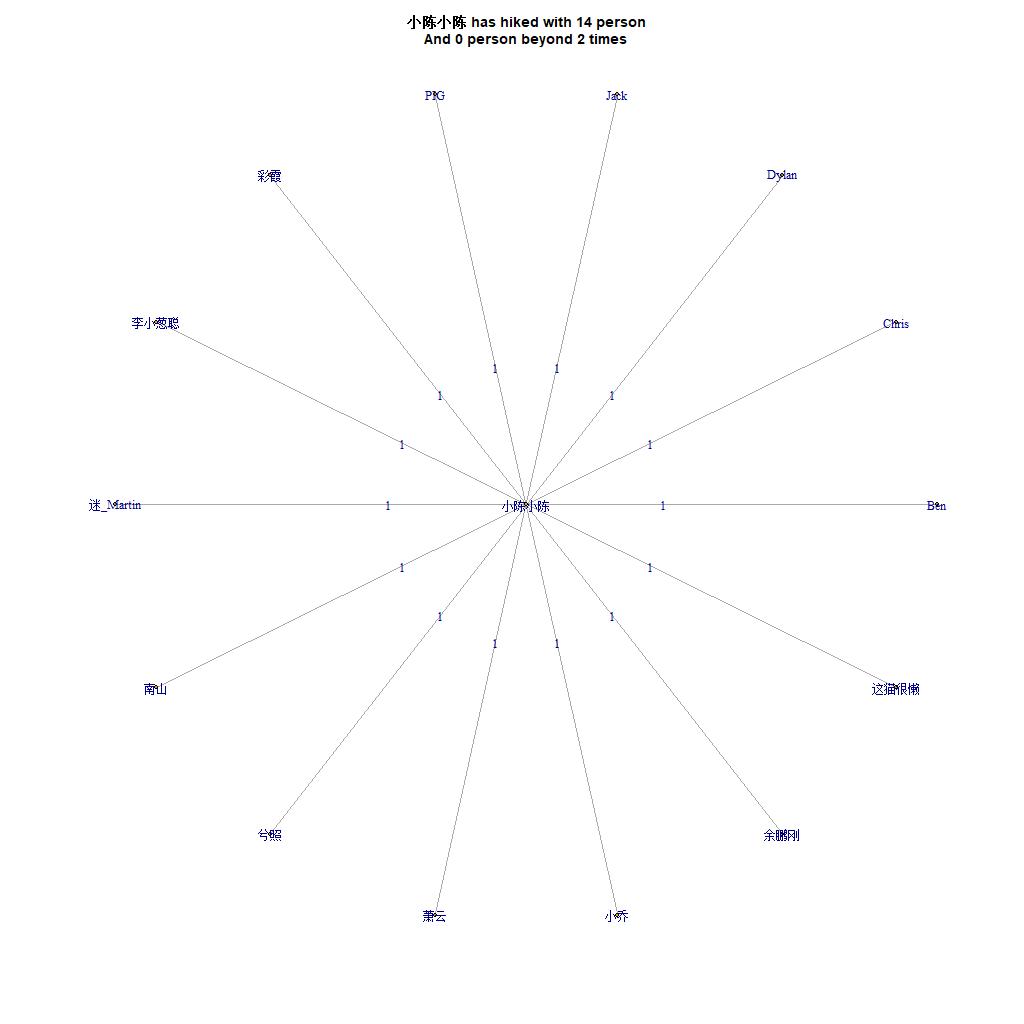 小陈小陈 has hiked with 14 person
And 0 person beyond 2 times
PIG
Jack
彩霞
Dylan
李小葱聪
Chris
1
1
1
1
1
1
迷_Martin
1
小陈小陈
1
Ben
1
1
1
1
1
1
南山
这猫很懒
兮照
余鹏刚
萧云
小乔